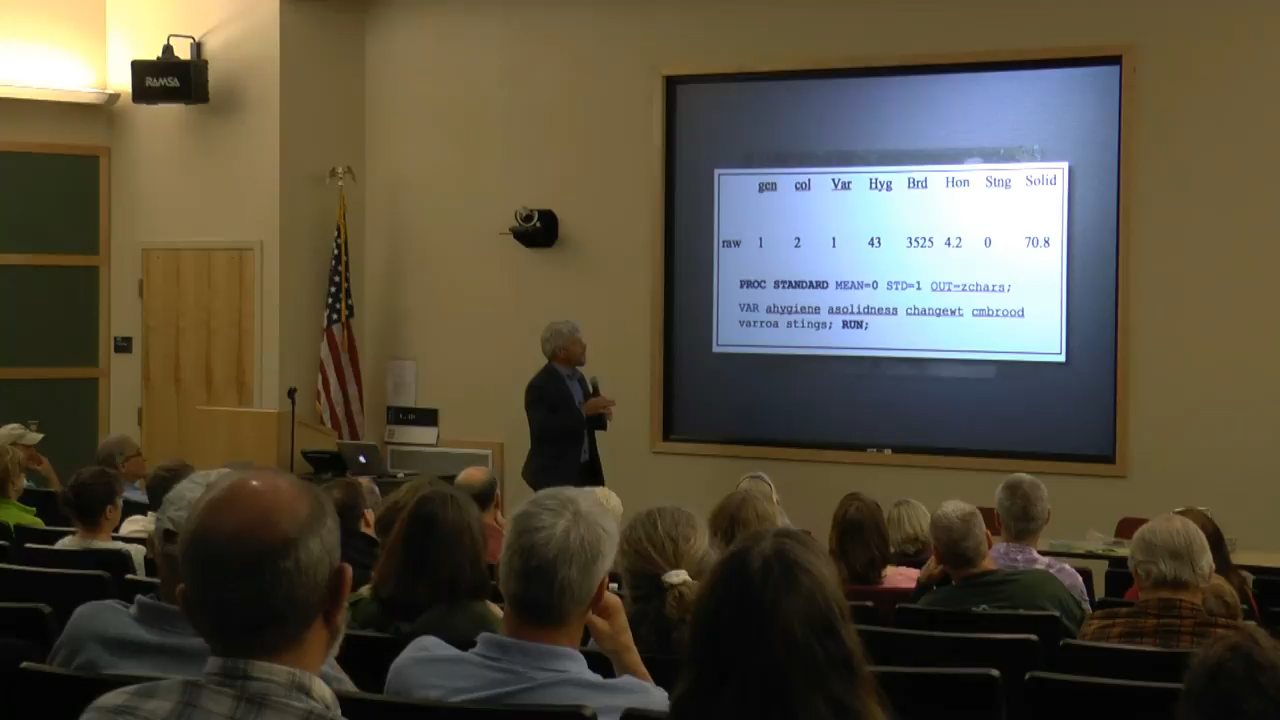 RAMSA
gen col Var Hyg Brd Hon Stng Solid
raw 1 2 1 43 3525 4.2 0 70.8
PROC STANDARD MEAN=0 STD=1 OUT=zchars;
VAR ahygiene asolidness changewt cmbrood
varroa stings; RUN;